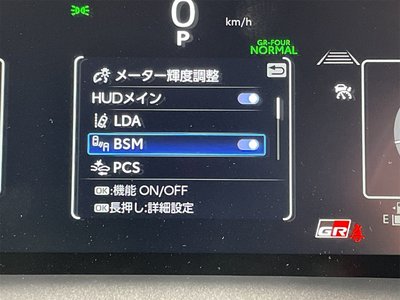 0
km/h
P
GR-FOUR
NORMAL
メーター輝度調整
HUDメイン
LDA
BSM
PCS
OK:機能 ON/OFF
OK長押し:詳細設定
GR
E